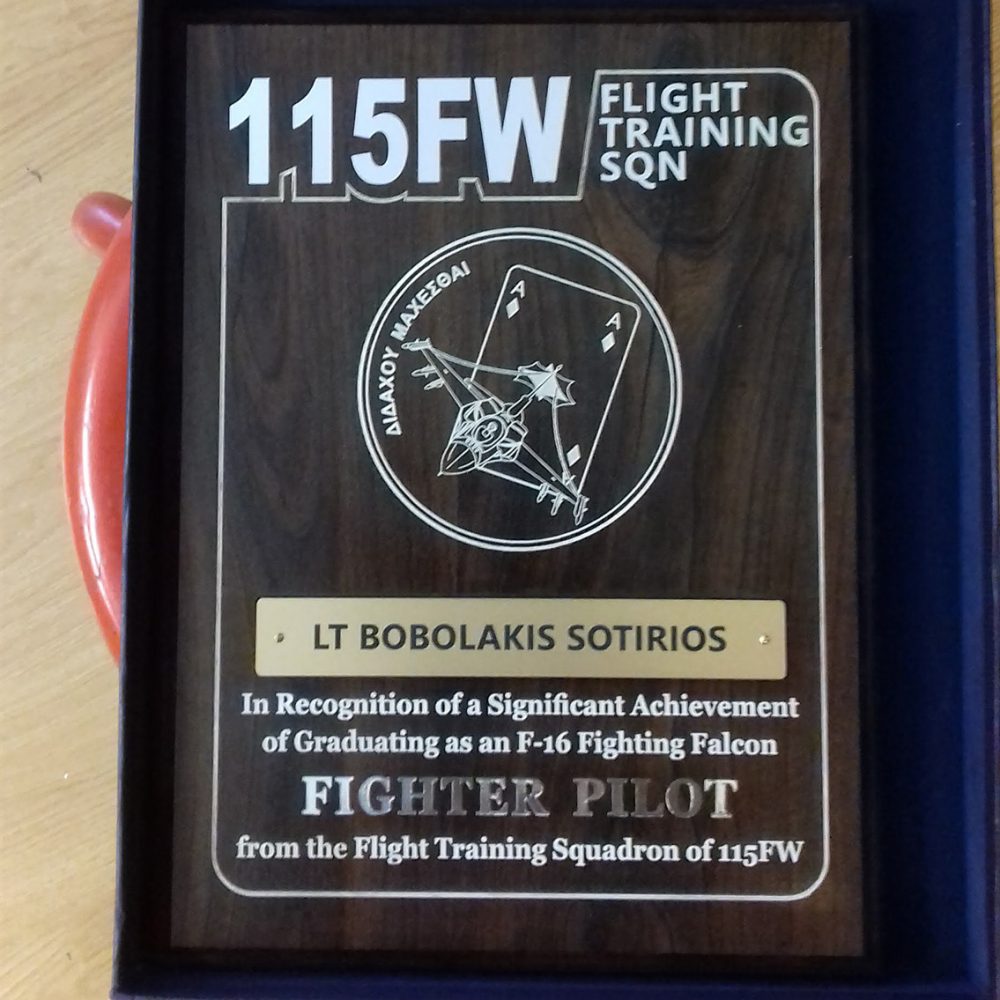 115FW
FLIGHT
TRAINING
SQN
ΔΙΔΑΧΟΥ ΜΑΧΕΣΘΑΙ
A
A
LT BOBOLAKIS SOTIRIOS
In Recognition of a Significant Achievement
of Graduating as an F-16 Fighting Falcon
FIGHTER PILOT
from the Flight Training Squadron of 115FW